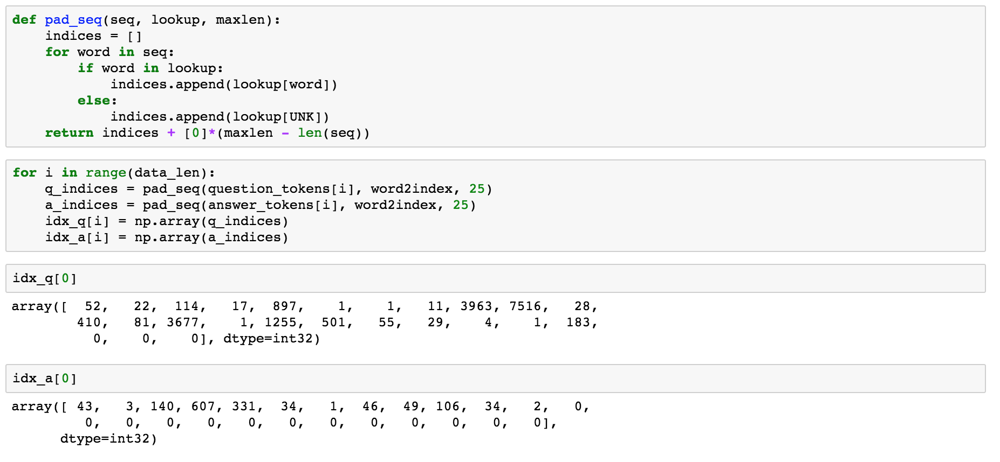 def pad_seq(seq, lookup, maxlen):
    indices = []
    for word in seq:
        if word in lookup:
            indices.append(lookup[word])
        else:
            indices.append(lookup[UNK])
    return indices + [0]*(maxlen - len(seq))
for i in range(data_len):
    q_indices = pad_seq(question_tokens[i], word2index, 25)
    a_indices = pad_seq(answer_tokens[i], word2index, 25)
    idx_q[i] = np.array(q_indices)
    idx_a[i] = np.array(a_indices)
idx_q[0]
array([  52,   22,  114,   17,  897,    1,    1,   11, 3963, 7516,   28,
        410,   81, 3677,    1, 1255,  501,   55,   29,    4,    1,  183,
          0,    0,    0], dtype=int32)
idx_a[0]
array([ 43,   3, 140, 607, 331,  34,   1,  46,  49, 106,  34,   2,   0,
         0,   0,   0,   0,   0,   0,   0,   0,   0,   0,   0,   0],
      dtype=int32)